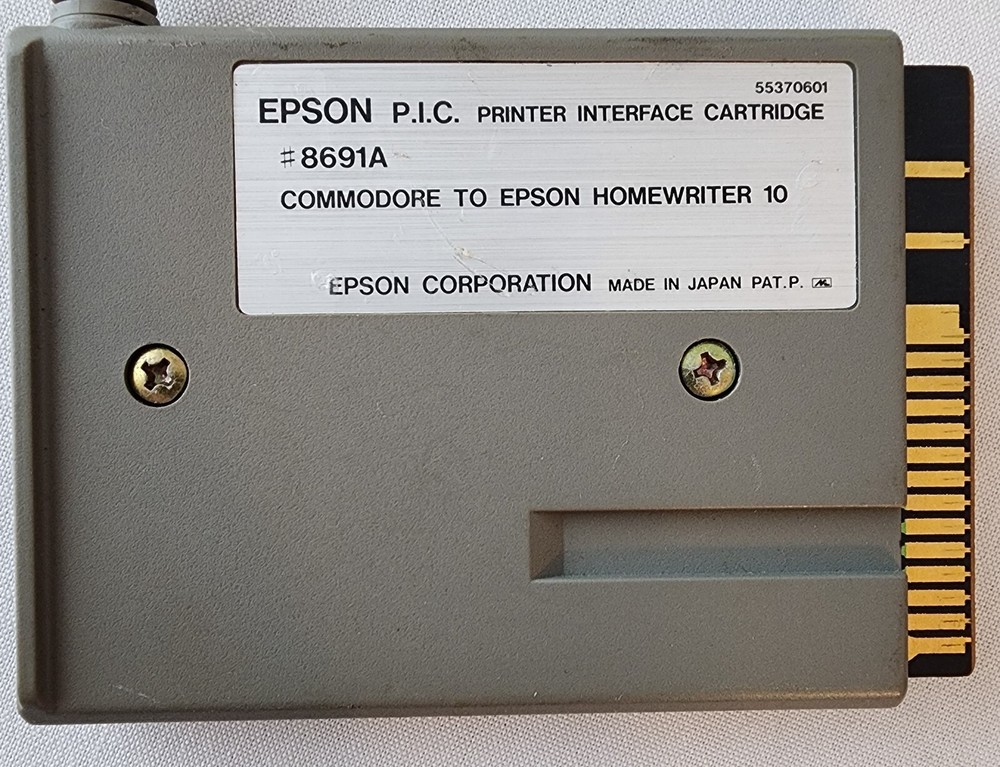 55370601
EPSON P.I.C. PRINTER INTERFACE CARTRIDGE
#8691A
COMMODORE TO EPSON HOMEWRITER 10
EPSON CORPORATION MADE IN JAPAN PAT.P.